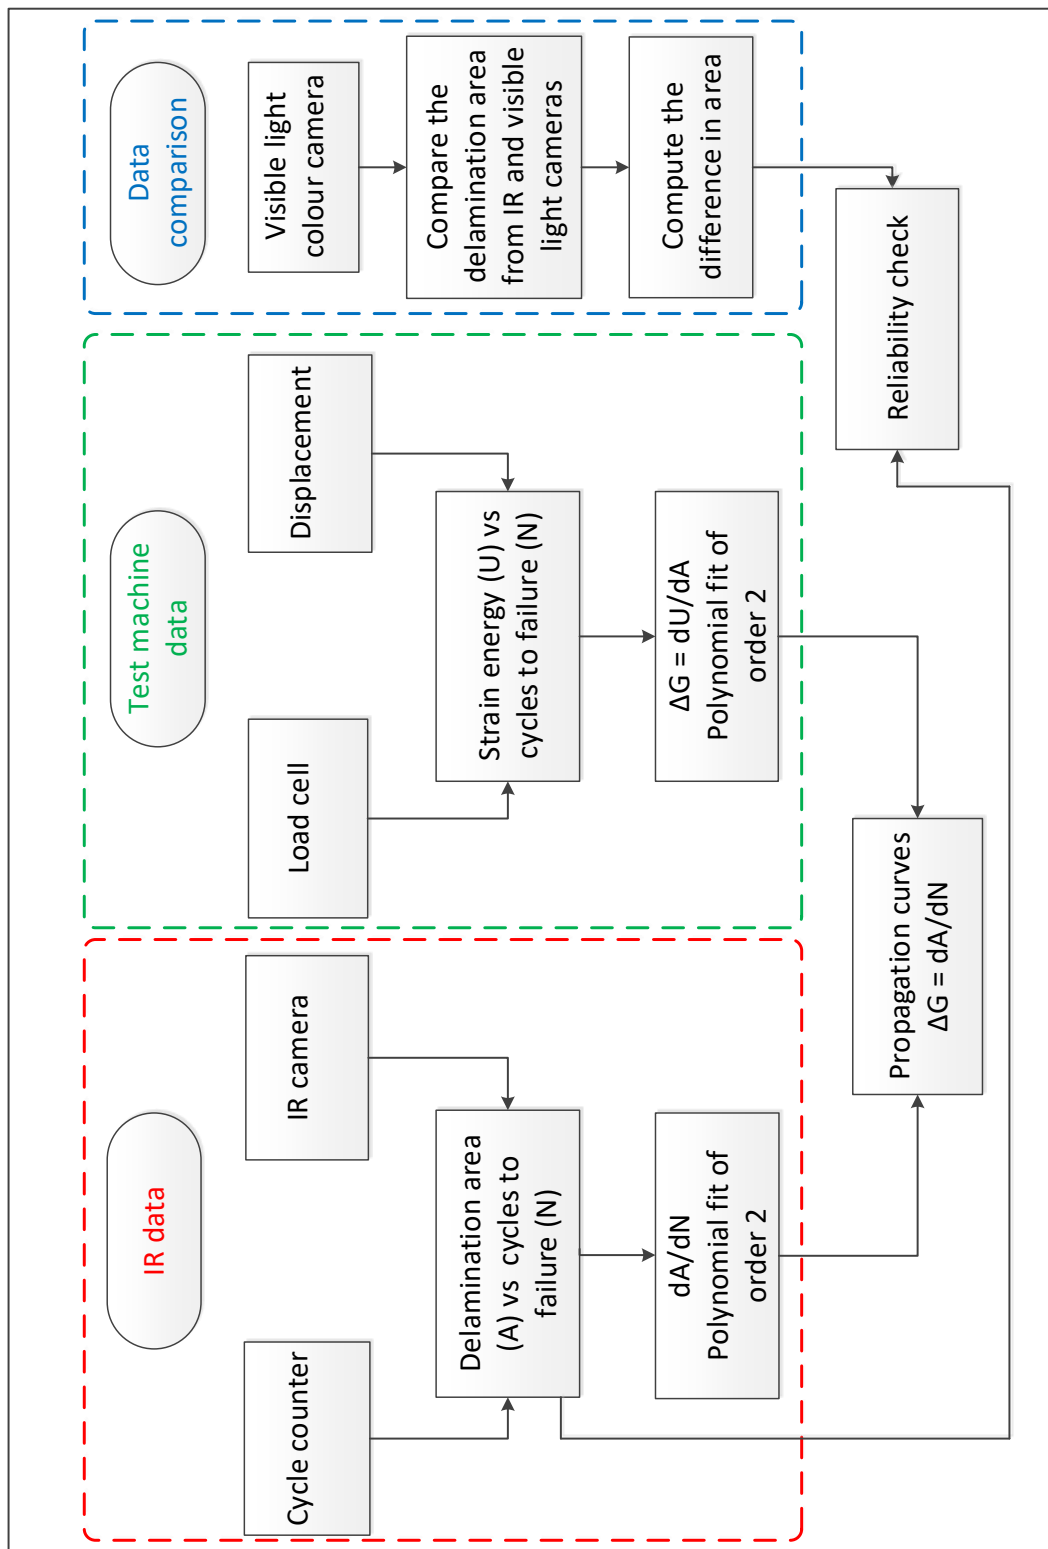 IR data
Cycle counter
IR camera
Delamination area
(A) vs cycles to
failure (N)
dA/dN
Polynomial fit of
order 2
Test machine
data
Load cell
Displacement
Strain energy (U) vs
cycles to failure (N)
ΔG = dU/dA
Polynomial fit of
order 2
Data
comparison
Visible light
colour camera
Compare the
delamination area
from IR and visible
light cameras
Compute the
difference in area
Propagation curves
ΔG = dA/dN
Reliability check